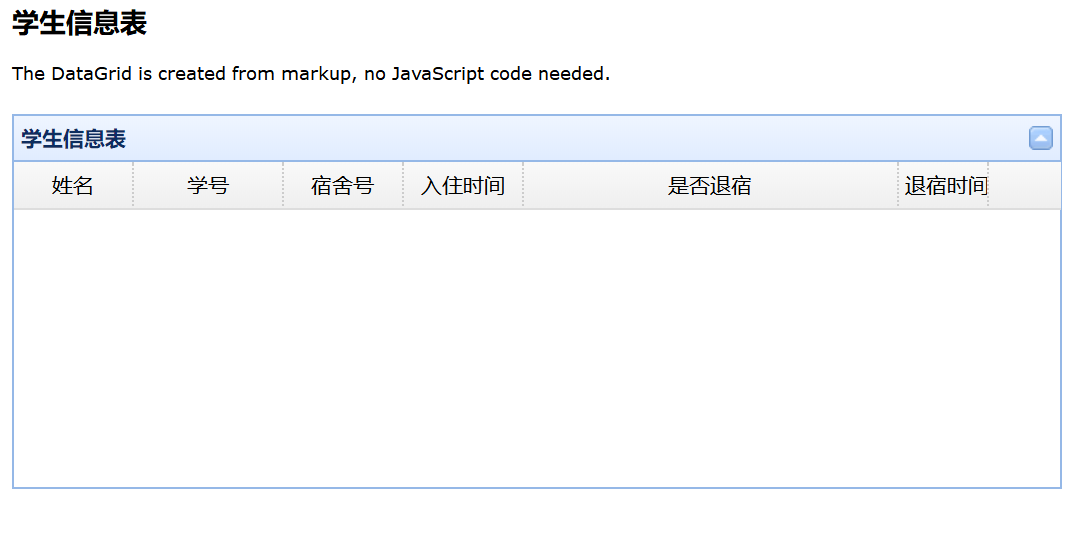 学生信息表
The DataGrid is created from markup, no JavaScript code needed.
学生信息表
姓名 学号 宿舍号 入住时间 是否退宿 退宿时间